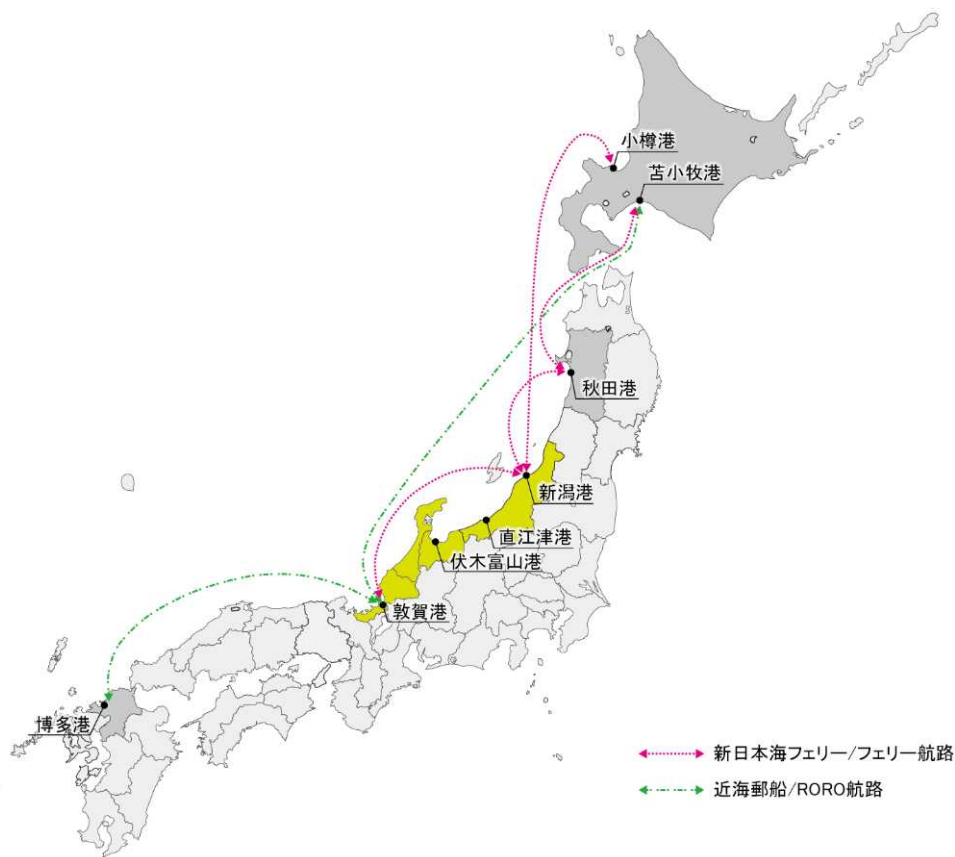 小樽港
苫小牧港
秋田港
新潟港
直江津港
伏木富山港
敦賀港
博多港
新日本海フェリー/フェリー航路
近海郵船/RORO航路